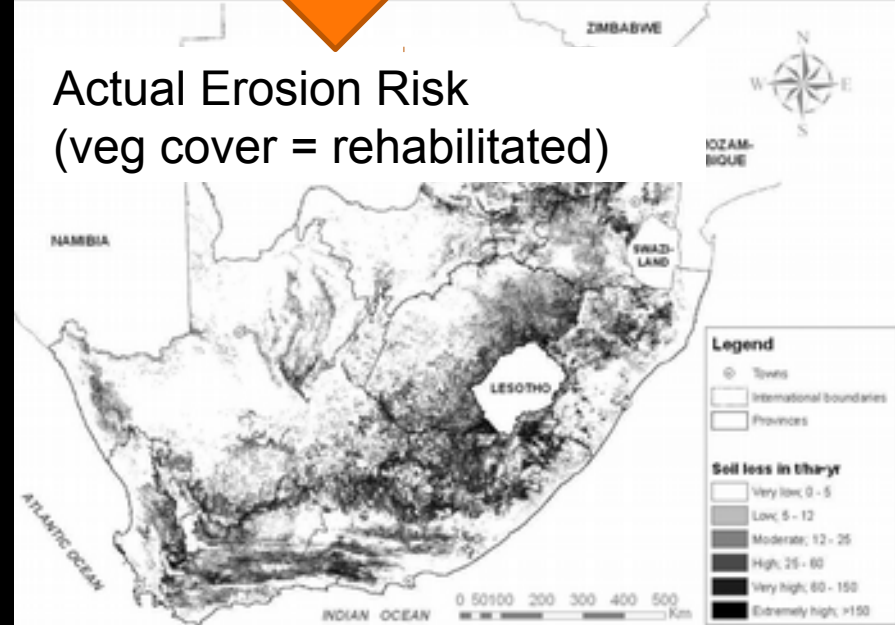 ZIMBABWE
N
Actual Erosion Risk
(veg cover = rehabilitated)
W
E
S
OZAM-
BIQUE
NAMIBIA
SWAZI-
LAND
Legend
Towns
LESOTHO
International boundaries
Provinces
Soil loss in t/ha·yr
Very low; 0 - 5
Low; 5 - 12
Moderate; 12 - 25
High; 25 - 60
Very high; 60 - 150
Extremely high; >150
ATLANTIC OCEAN
INDIAN OCEAN
0 50100 200 300 400 500
Km